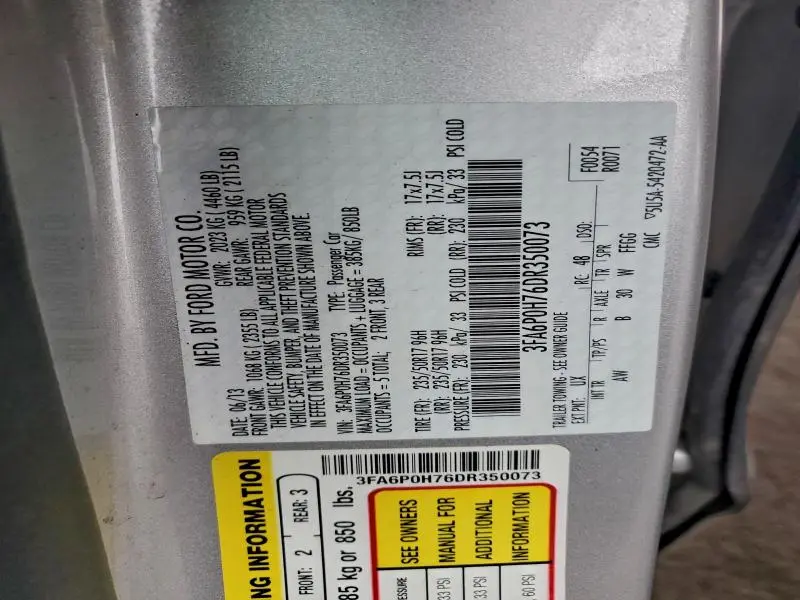 MFD. BY FORD MOTOR CO.
DATE: 06/13 GVWR: 2023 KG (4460 LB)
FRONT GAWR: 1068 KG (2355 LB) REAR GAWR: 959 KG (2115 LB)
THIS VEHICLE CONFORMS TO ALL APPLICABLE FEDERAL MOTOR
VEHICLE SAFETY, BUMPER, AND THEFT PREVENTION STANDARDS
IN EFFECT ON THE DATE OF MANUFACTURE SHOWN ABOVE.
VIN: 3FA6P0H76DR350073 TYPE: Passenger Car
MAXIMUM LOAD = OCCUPANTS + LUGGAGE = 385KG/ 850LB
OCCUPANTS = 5 TOTAL; 2 FRONT, 3 REAR
TIRE (FR): 235/50R17 96H RIMS (FR): 17x7.5J
(RR): 235/50R17 96H (RR): 17x7.5J
PRESSURE (FR): 230 kPa/ 33 PSI COLD (RR): 230 kPa/ 33 PSI COLD
3FA6P0H76DR350073
TRAILER TOWING - SEE OWNER GUIDE F0054
EXT PNT: UX RC: 48 DSO: R0071
INT TR TP/PS R AXLE TR SPR
AW B 30 W FFGG
CMC 5U5A-5420472-AA
3FA6P0H76DR350073
NG INFORMATION
FRONT: 2 REAR: 3
85 kg or 850 lbs.
SEE OWNERS
MANUAL FOR
ADDITIONAL
INFORMATION
33 PSI
33 PSI
60 PSI